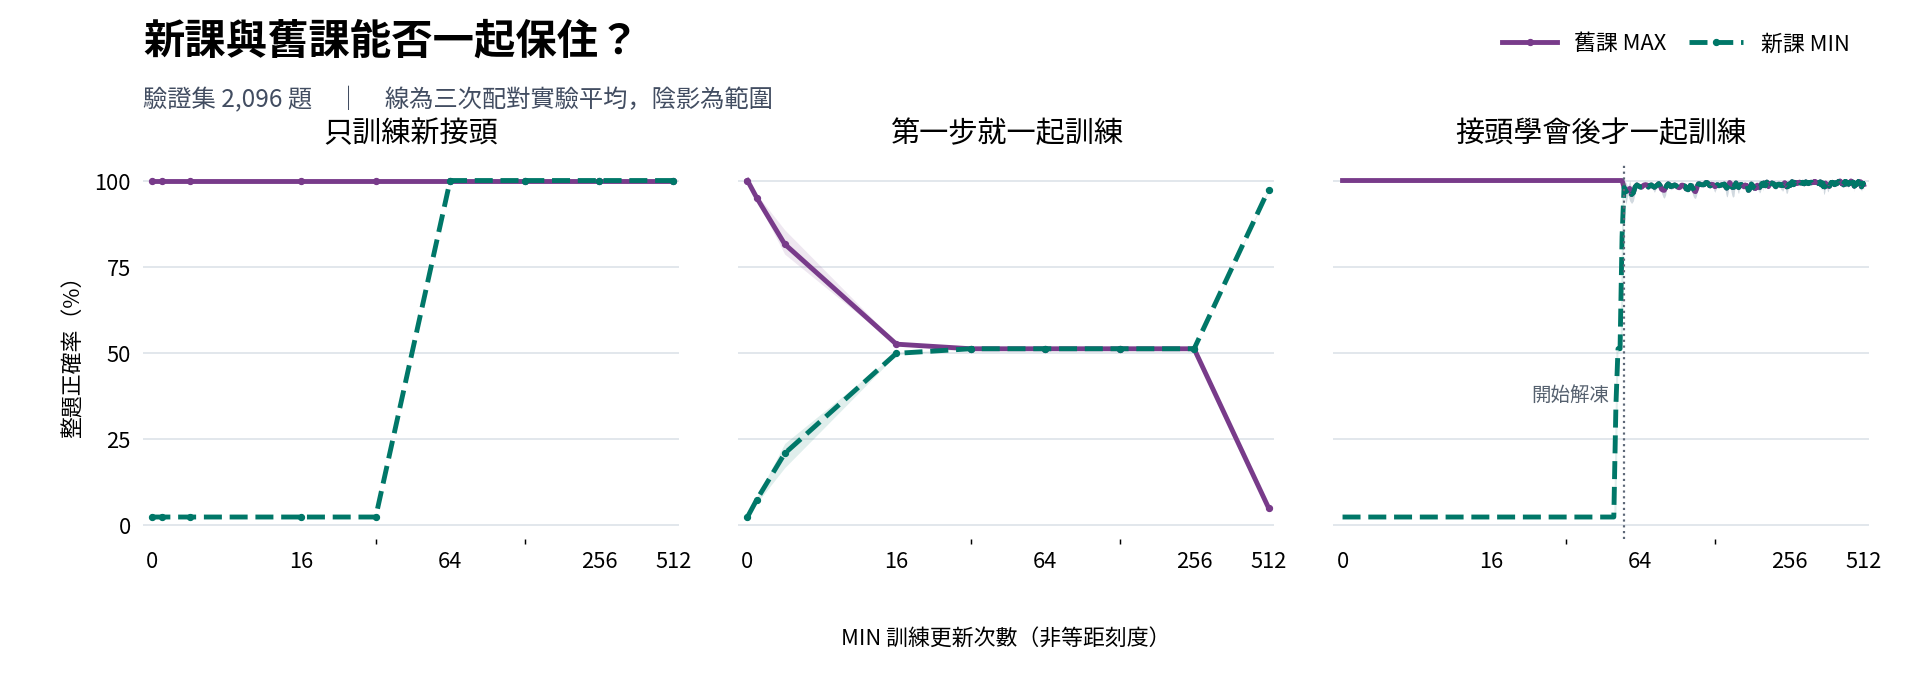 新課與舊課能否一起保住？
舊課 MAX
新課 MIN
驗證集 2,096 題 ｜ 線為三次配對實驗平均，陰影為範圍
只訓練新接頭
第一步就一起訓練
接頭學會後才一起訓練
整題正確率（%）
100
75
50
25
0
開始解凍
0 16 64 256 512
0 16 64 256 512
0 16 64 256 512
MIN 訓練更新次數（非等距刻度）